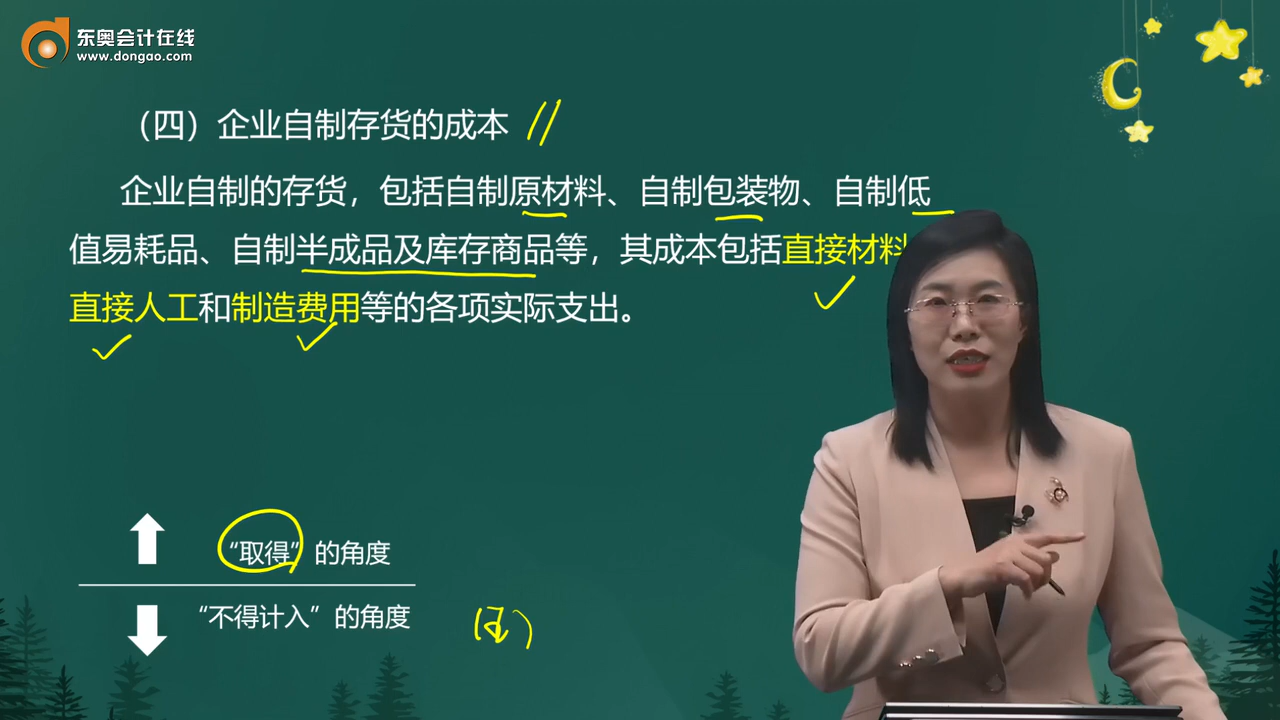 东奥会计在线
www.dongao.com
（四）企业自制存货的成本
企业自制的存货，包括自制原材料、自制包装物、自制低
值易耗品、自制半成品及库存商品等，其成本包括直接材料
直接人工和制造费用等的各项实际支出。
“取得”的角度
“不得计入”的角度